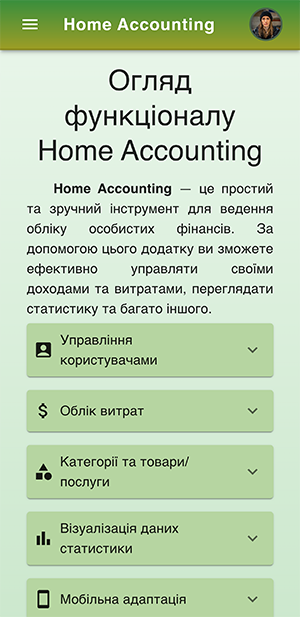 Home Accounting
Огляд
функціоналу
Home Accounting
Home Accounting — це простий
та зручний інструмент для ведення
обліку особистих фінансів. За
допомогою цього додатку ви зможете
ефективно управляти своїми
доходами та витратами, переглядати
статистику та багато іншого.
Управління
користувачами
Облік витрат
Категорії та товари/
послуги
Візуалізація даних
статистики
Мобільна адаптація